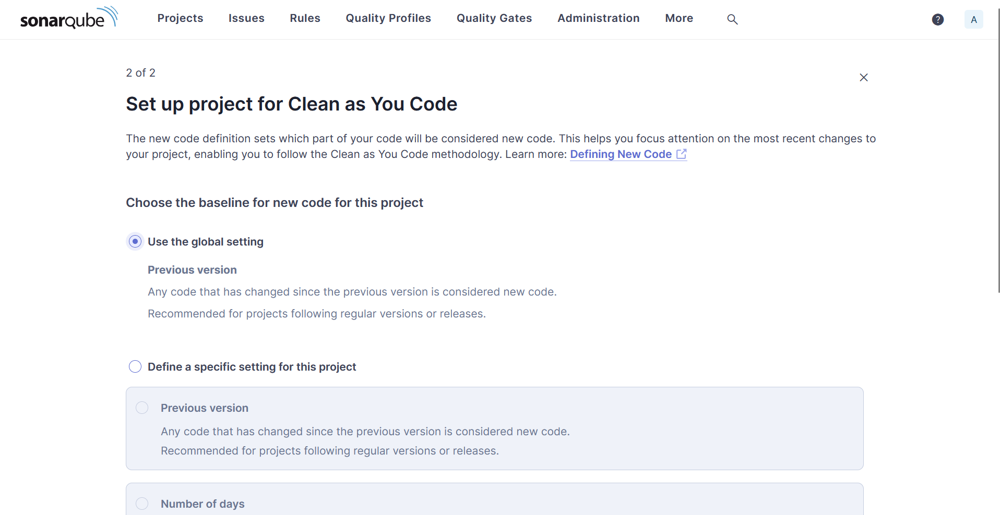 sonarqube
Projects
Issues
Rules
Quality Profiles
Quality Gates
Administration
More
?
A
2 of 2
Set up project for Clean as You Code
The new code definition sets which part of your code will be considered new code. This helps you focus attention on the most recent changes to
your project, enabling you to follow the Clean as You Code methodology. Learn more: Defining New Code
Choose the baseline for new code for this project
Use the global setting
Previous version
Any code that has changed since the previous version is considered new code.
Recommended for projects following regular versions or releases.
Define a specific setting for this project
Previous version
Any code that has changed since the previous version is considered new code.
Recommended for projects following regular versions or releases.
Number of days